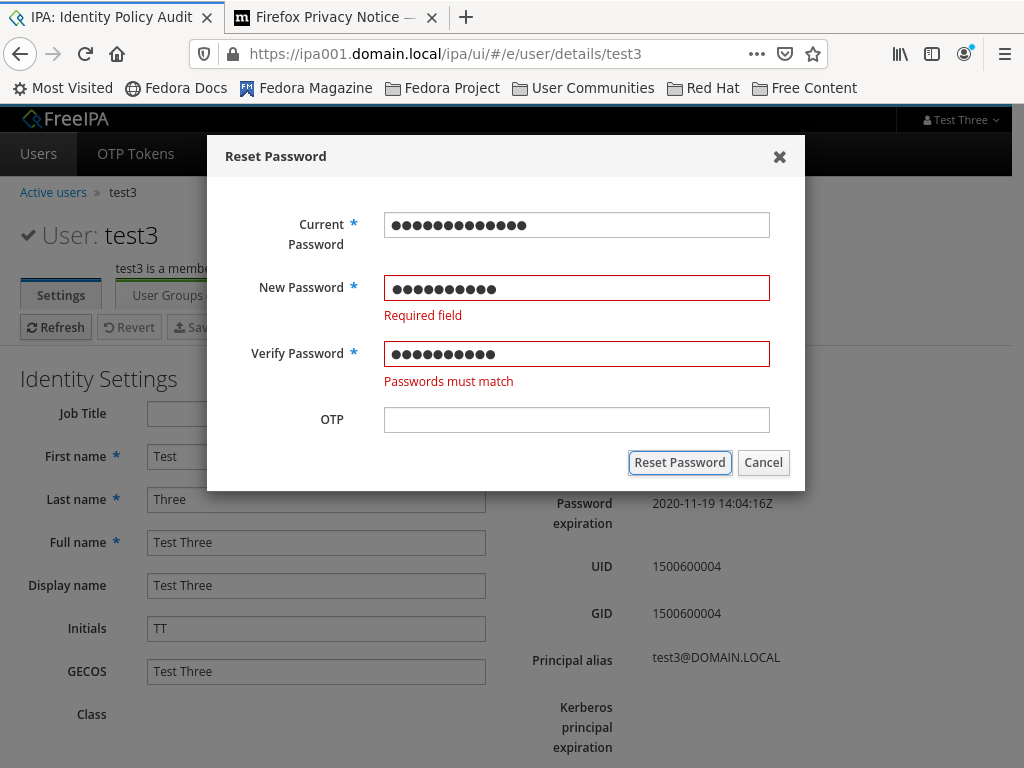 IPA: Identity Policy Audit
Firefox Privacy Notice —
https://ipa001.domain.local/ipa/ui/#/e/user/details/test3
Most Visited Fedora Docs Fedora Magazine Fedora Project User Communities Red Hat Free Content
FreeIPA
Test Three
Users OTP Tokens
Reset Password
Active users » test3
Current Password *
User: test3
test3 is a membe
New Password *
Settings
User Groups
Required field
Refresh Revert Sav
Verify Password *
Passwords must match
Identity Settings
OTP
Job Title
Reset Password Cancel
First name * Test
Last name * Three
Password expiration 2020-11-19 14:04:16Z
Full name * Test Three
UID 1500600004
Display name Test Three
GID 1500600004
Initials TT
Principal alias test3@DOMAIN.LOCAL
GECOS Test Three
Class
Kerberos
principal
expiration